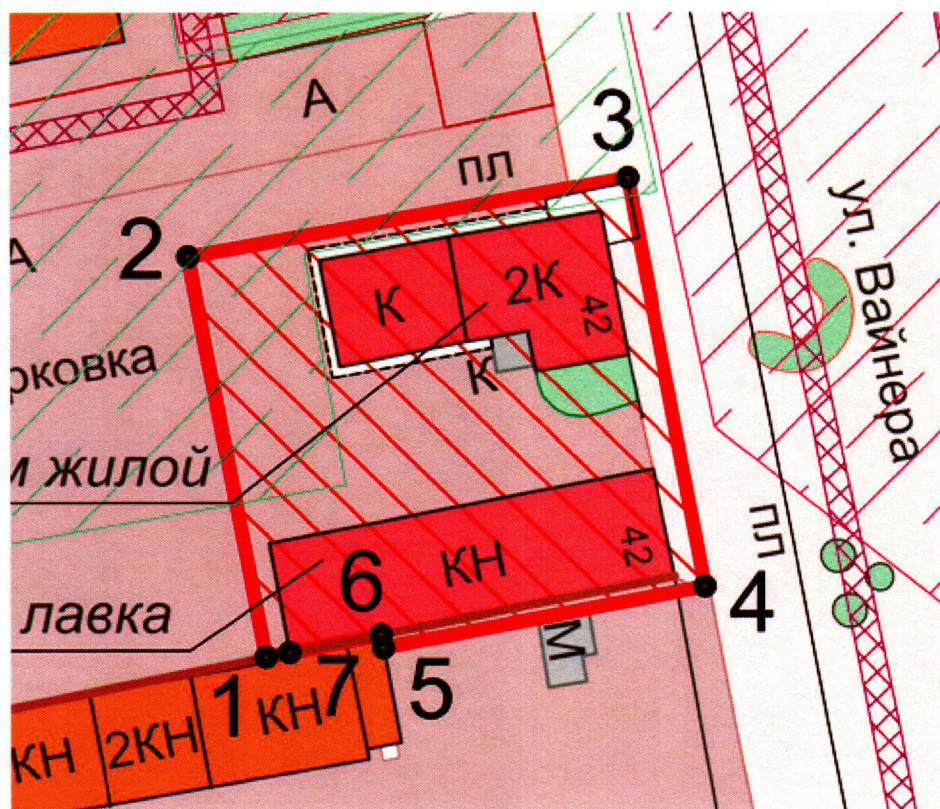 А
пл
3
2
А
К
2К
42
К
ул. Вайнера
рковка
м жилой
пл
6
КН
42
4
лавка
М
1
7
5
КН
2КН
КН